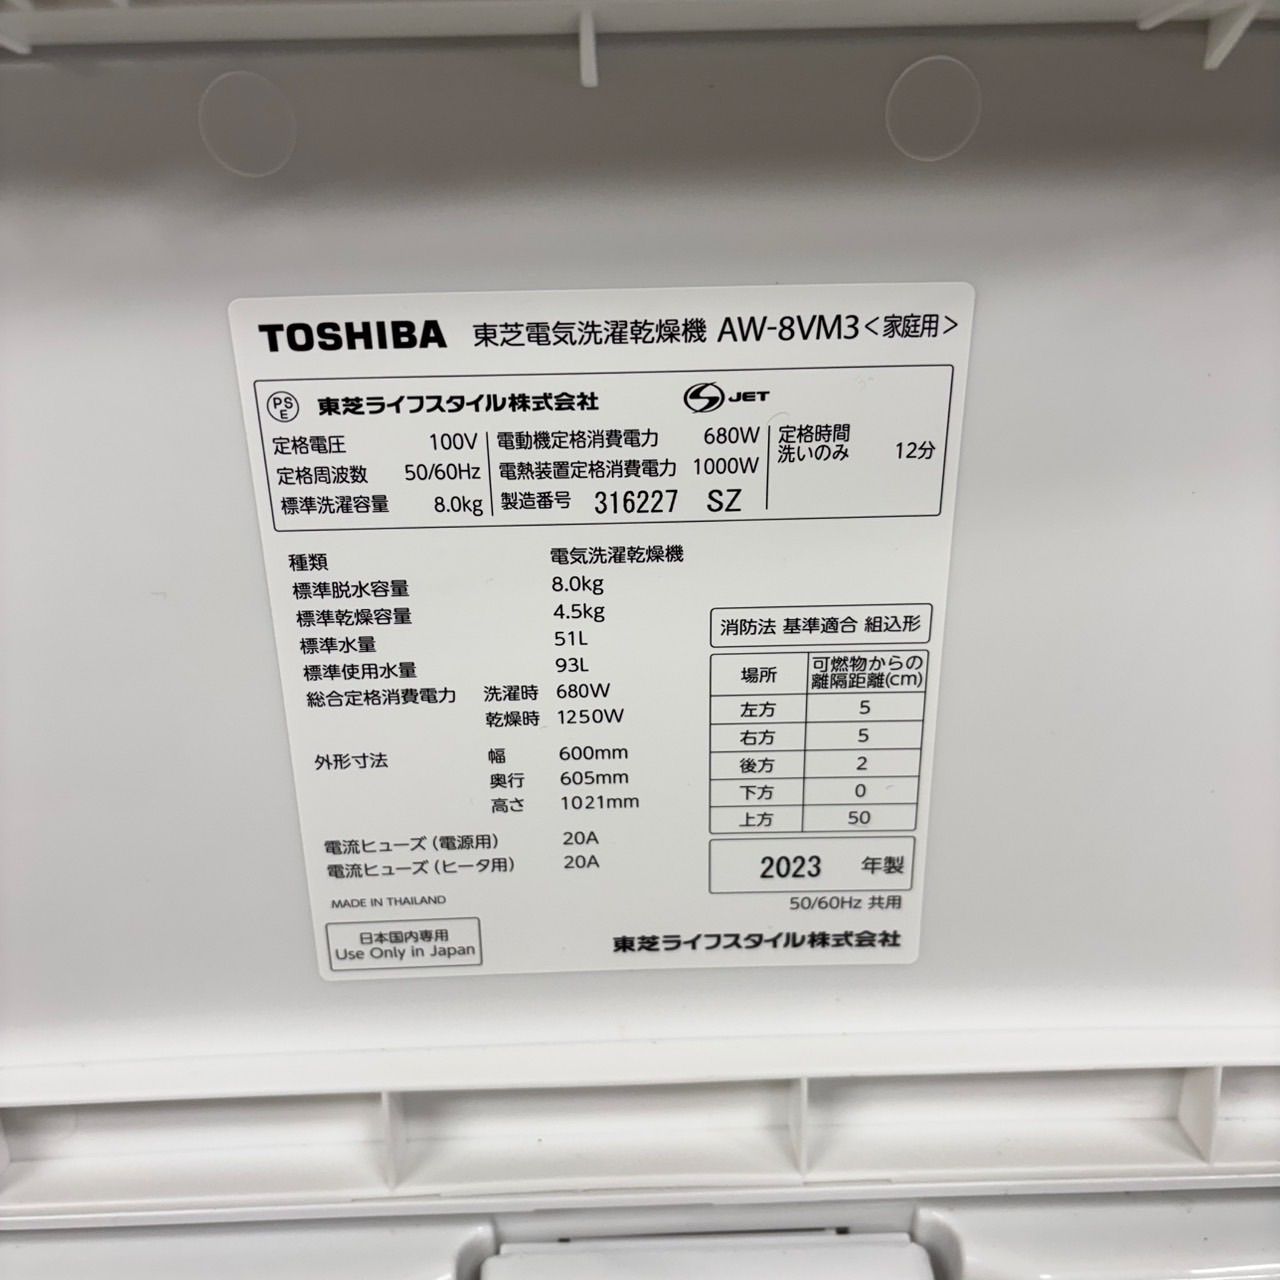 TOSHIBA 東芝電気洗濯乾燥機 AW-8VM3<家庭用>
PS E 東芝ライフスタイル株式会社 S JET
定格電圧 100V 電動機定格消費電力 680W 定格時間
定格周波数 50/60Hz 電熱装置定格消費電力 1000W 洗いのみ 12分
標準洗濯容量 8.0kg 製造番号 316227 SZ
種類 電気洗濯乾燥機
標準脱水容量 8.0kg
標準乾燥容量 4.5kg
標準水量 51L
標準使用水量 93L
総合定格消費電力 洗濯時 680W
乾燥時 1250W
外形寸法 幅 600mm
奥行 605mm
高さ 1021mm
電流ヒューズ(電源用) 20A
電流ヒューズ(ヒータ用) 20A
MADE IN THAILAND
日本国内専用
Use Only in Japan
消防法 基準適合 組込形
場所 可燃物からの
離隔距離(cm)
左方 5
右方 5
後方 2
下方 0
上方 50
2023 年製
50/60Hz 共用
東芝ライフスタイル株式会社